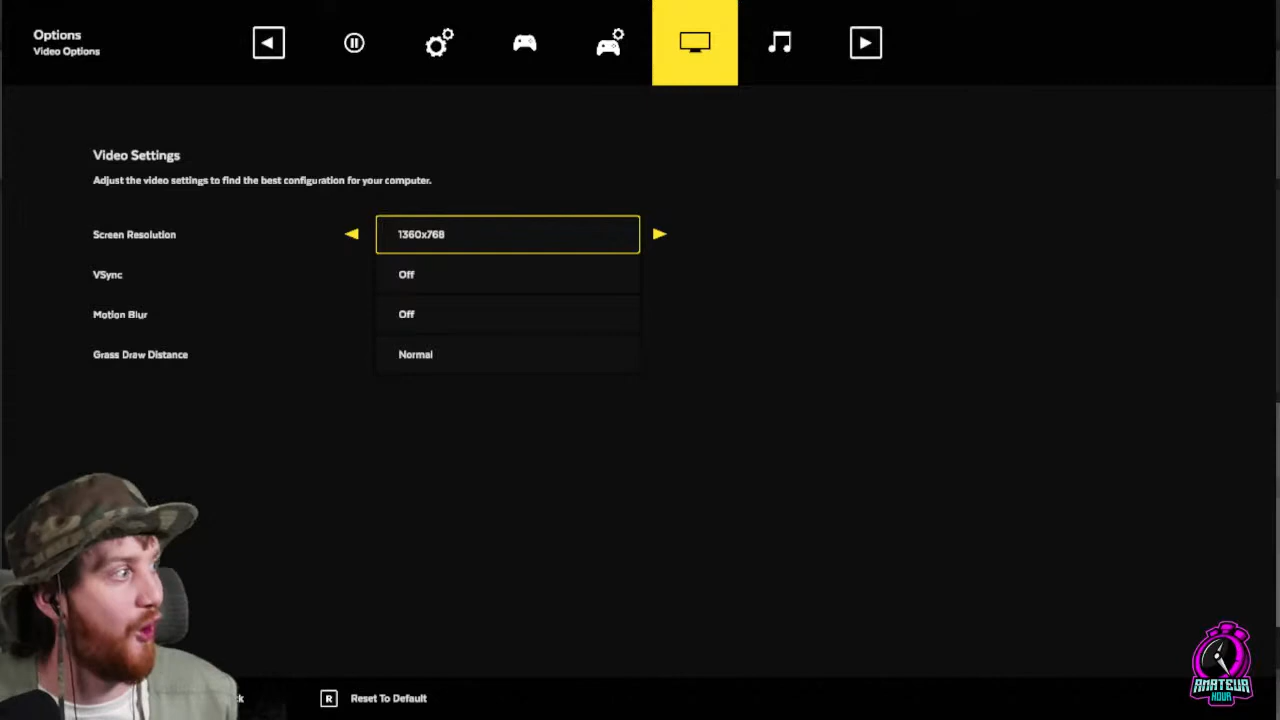 Options
Video Options
Video Settings
Adjust the video settings to find the best configuration for your computer.
Screen Resolution 1360x768
VSync Off
Motion Blur Off
Grass Draw Distance Normal
R Reset To Default
AMATEUR
HOUR